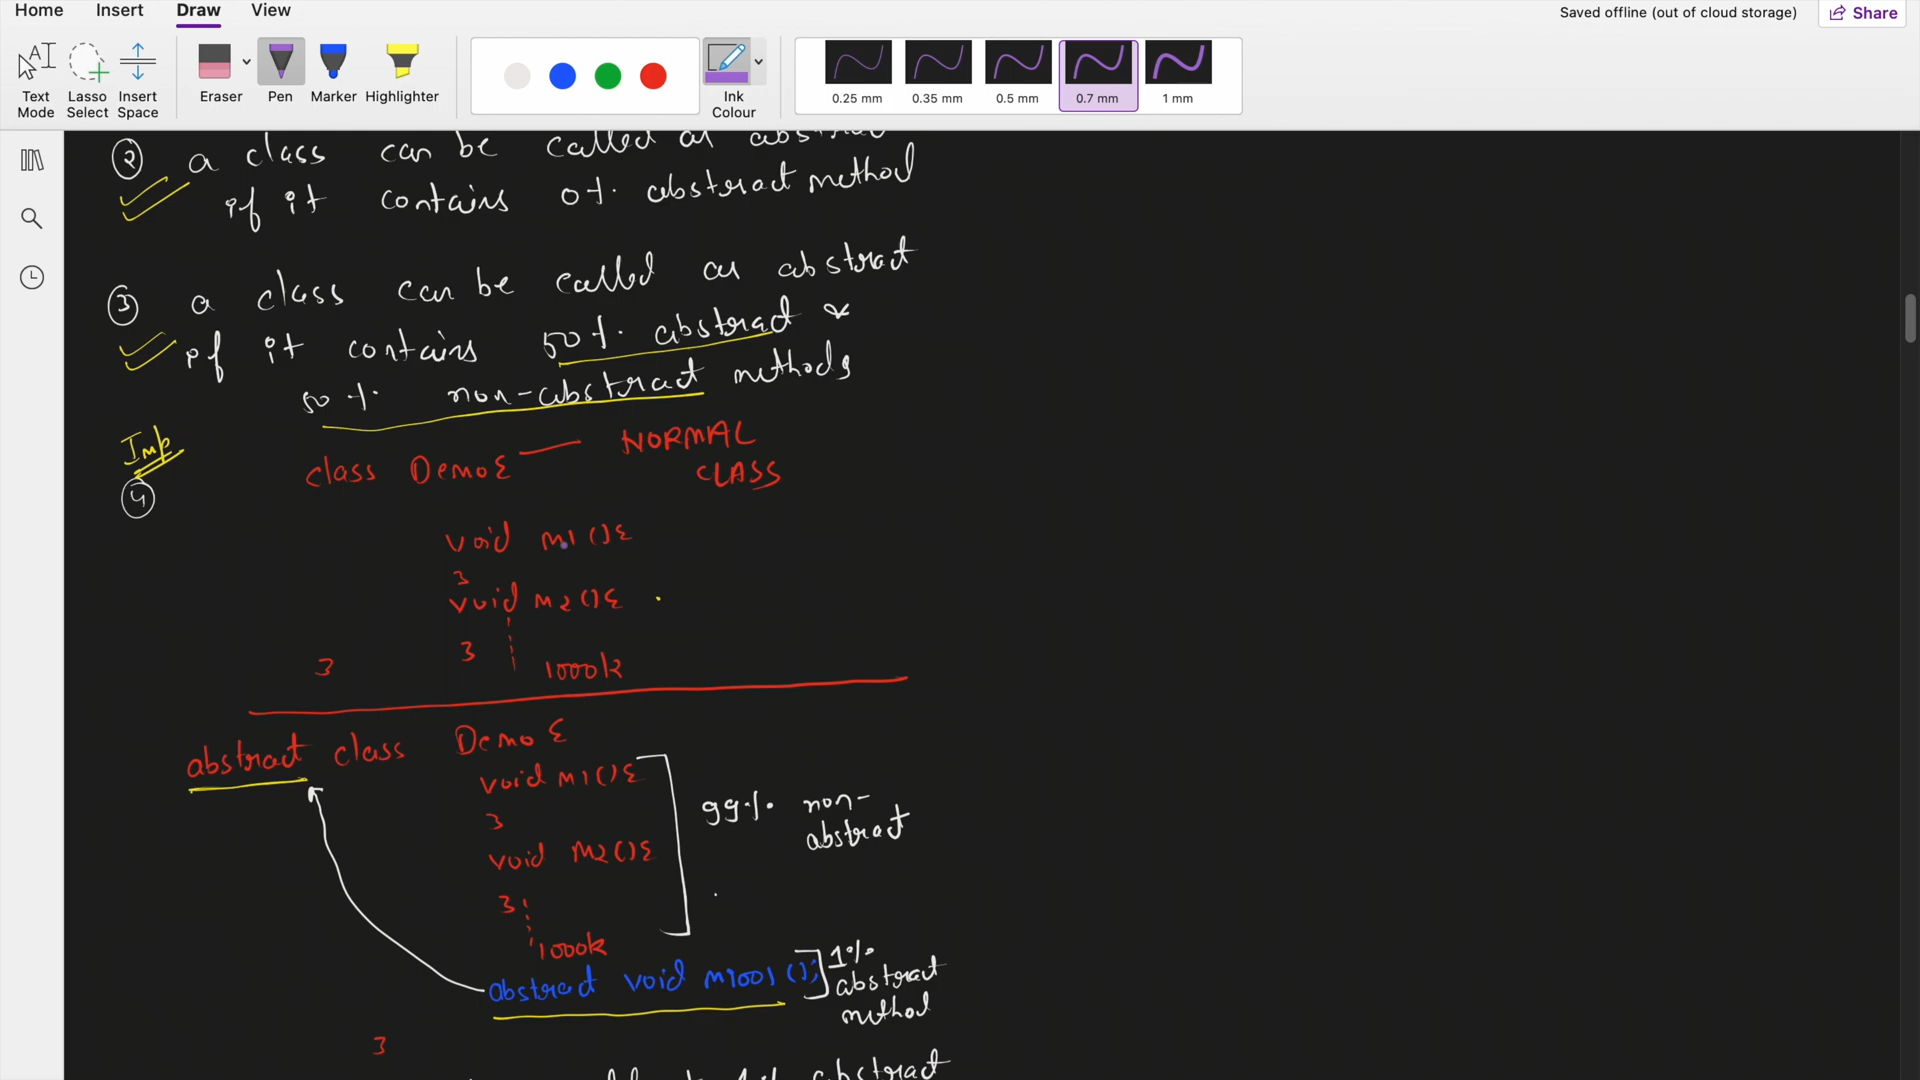 Home Insert Draw View
Saved offline (out of cloud storage) Share
Text Mode
Lasso Select
Insert Space
Eraser
Pen
Marker
Highlighter
Ink Colour
0.25 mm
0.35 mm
0.5 mm
0.7 mm
1 mm
② a class can be called as abstract
if it contains 0% abstract method
③ a class can be called as abstract
if it contains 50% abstract &
50% non-abstract methods
Imp
④
class Demo{ — NORMAL
CLASS
void m1(){
}
void m2(){
}
1000k
}
abstract class Demo {
void m1(){
}
void m2(){
}
1000k
99% non-
abstract
abstract void m1001();
1%
abstract
method
}
abstract